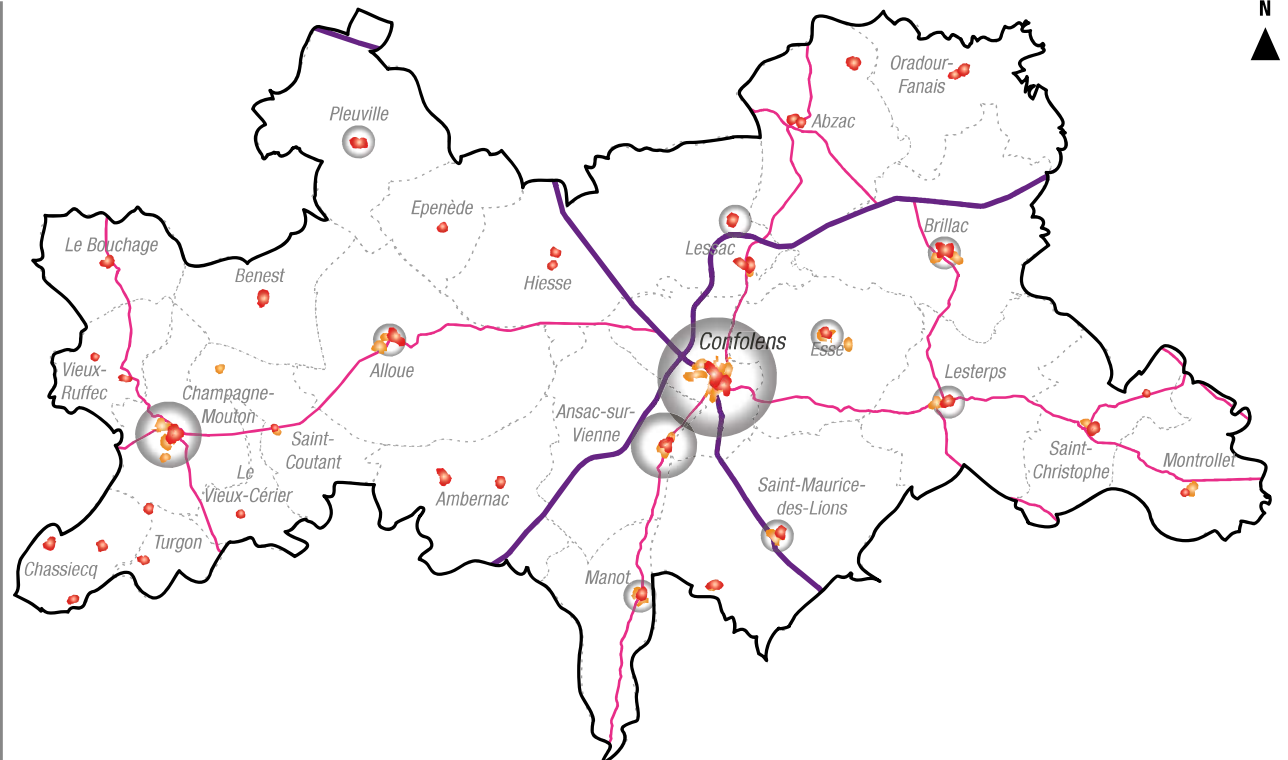 N
Oradour-
Fanais
Pleuville
Abzac
Epenède
Brillac
Le Bouchage
Lessac
Benest
Hiesse
Confolens
Esse
Alloue
Vieux-
Ruffec
Lesterps
Champagne-
Mouton
Ansac-sur-
Vienne
Saint-
Coutant
Saint-
Christophe
Montrollet
Le
Vieux-Cérier
Ambernac
Saint-Maurice-
des-Lions
Turgon
Chassiecq
Manot